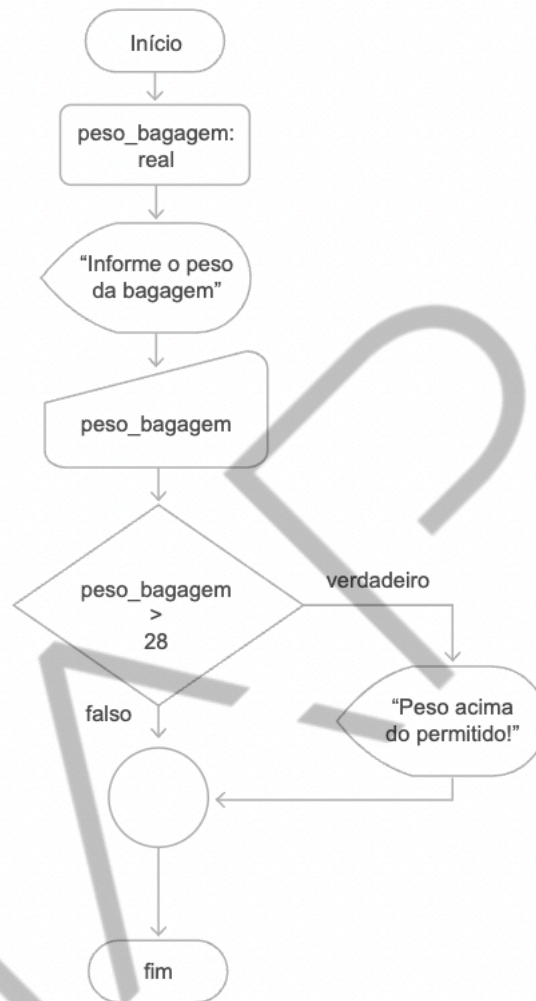 Início
peso_bagagem:
real
“Informe o peso
da bagagem”
peso_bagagem
peso_bagagem
>
28
verdadeiro
falso
“Peso acima
do permitido!”
fim